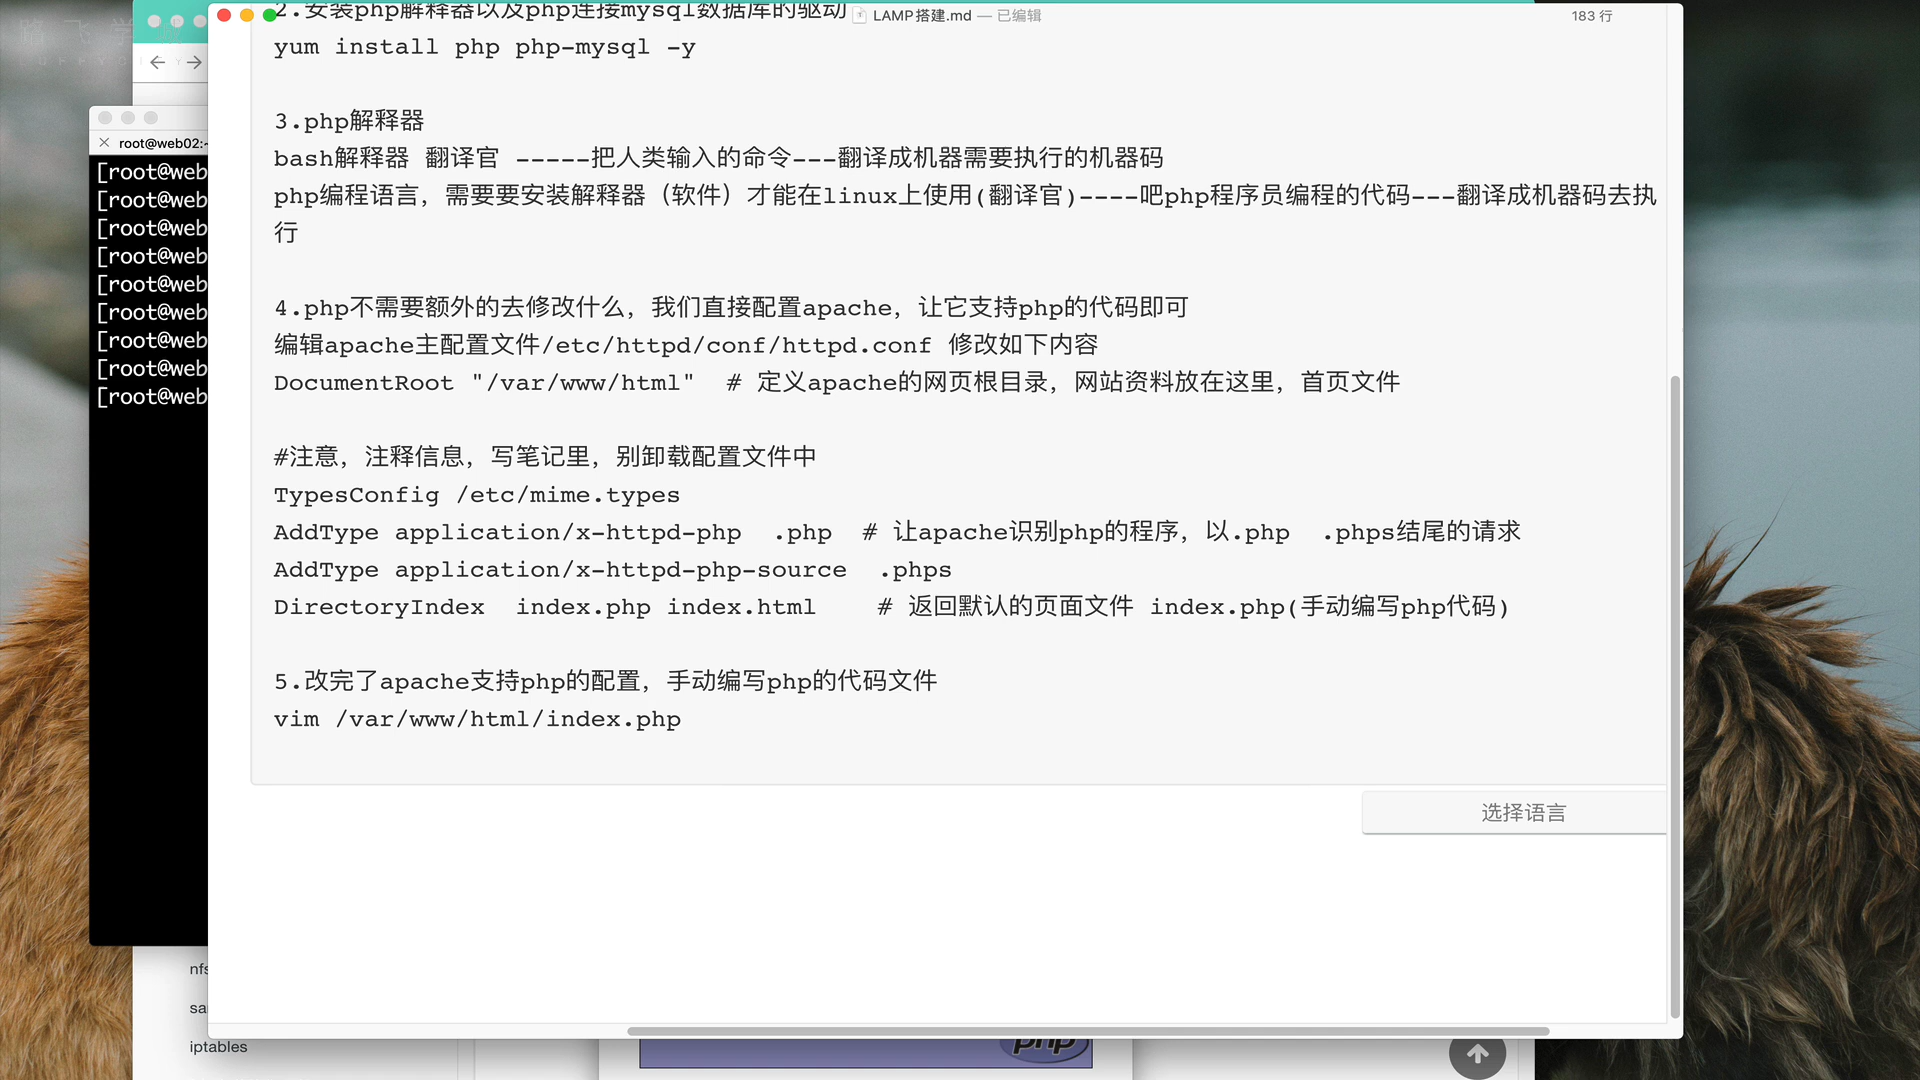 2.安装php解释器以及php连接mysql数据库的驱动
LAMP搭建.md — 已编辑
183 行
yum install php php-mysql -y
3.php解释器
bash解释器 翻译官 -----把人类输入的命令---翻译成机器需要执行的机器码
php编程语言，需要要安装解释器（软件）才能在linux上使用(翻译官)----吧php程序员编程的代码---翻译成机器码去执
行
4.php不需要额外的去修改什么，我们直接配置apache，让它支持php的代码即可
编辑apache主配置文件/etc/httpd/conf/httpd.conf 修改如下内容
DocumentRoot "/var/www/html"  # 定义apache的网页根目录，网站资料放在这里，首页文件
#注意，注释信息，写笔记里，别卸载配置文件中
TypesConfig /etc/mime.types
AddType application/x-httpd-php  .php  # 让apache识别php的程序，以.php  .phps结尾的请求
AddType application/x-httpd-php-source  .phps
DirectoryIndex  index.php index.html    # 返回默认的页面文件 index.php(手动编写php代码)
5.改完了apache支持php的配置，手动编写php的代码文件
vim /var/www/html/index.php
选择语言
root@web02:~
[root@web
[root@web
[root@web
[root@web
[root@web
[root@web
[root@web
[root@web
[root@web
nfs
sa
iptables
php